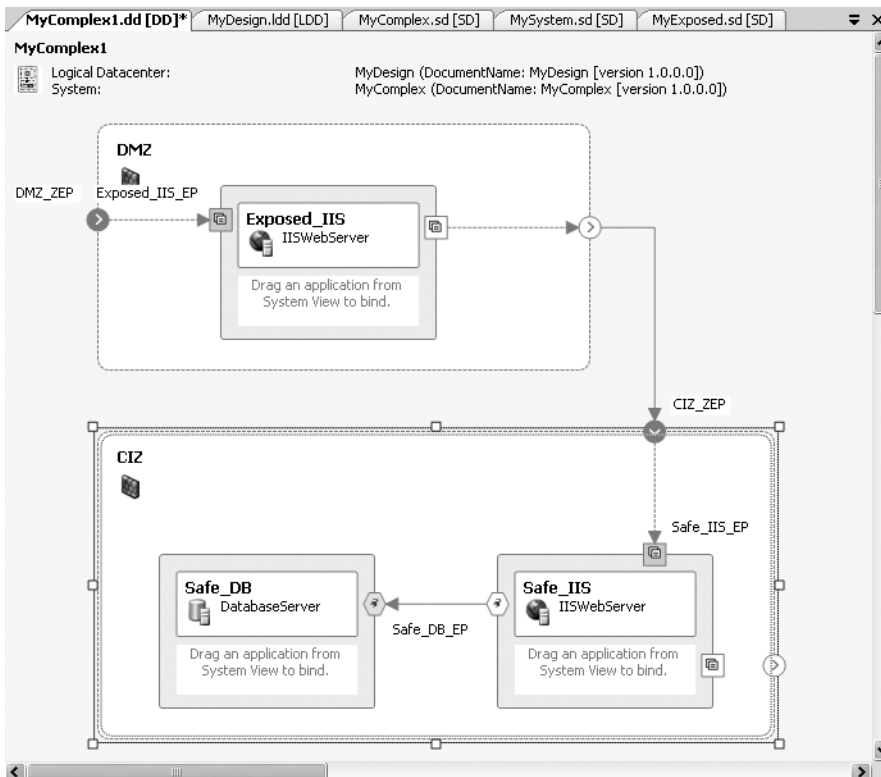 MyComplex1.dd [DD]* MyDesign.ldd [LDD] MyComplex.sd [SD] MySystem.sd [SD] MyExposed.sd [SD]
MyComplex1
Logical Datacenter: MyDesign (DocumentName: MyDesign [version 1.0.0.0])
System: MyComplex (DocumentName: MyComplex [version 1.0.0.0])
DMZ
DMZ_ZEP Exposed_IIS_EP
Exposed_IIS
IISWebServer
Drag an application from
System View to bind.
CIZ_ZEP
CIZ
Safe_IIS_EP
Safe_DB
DatabaseServer
Drag an application from
System View to bind.
Safe_DB_EP
Safe_IIS
IISWebServer
Drag an application from
System View to bind.